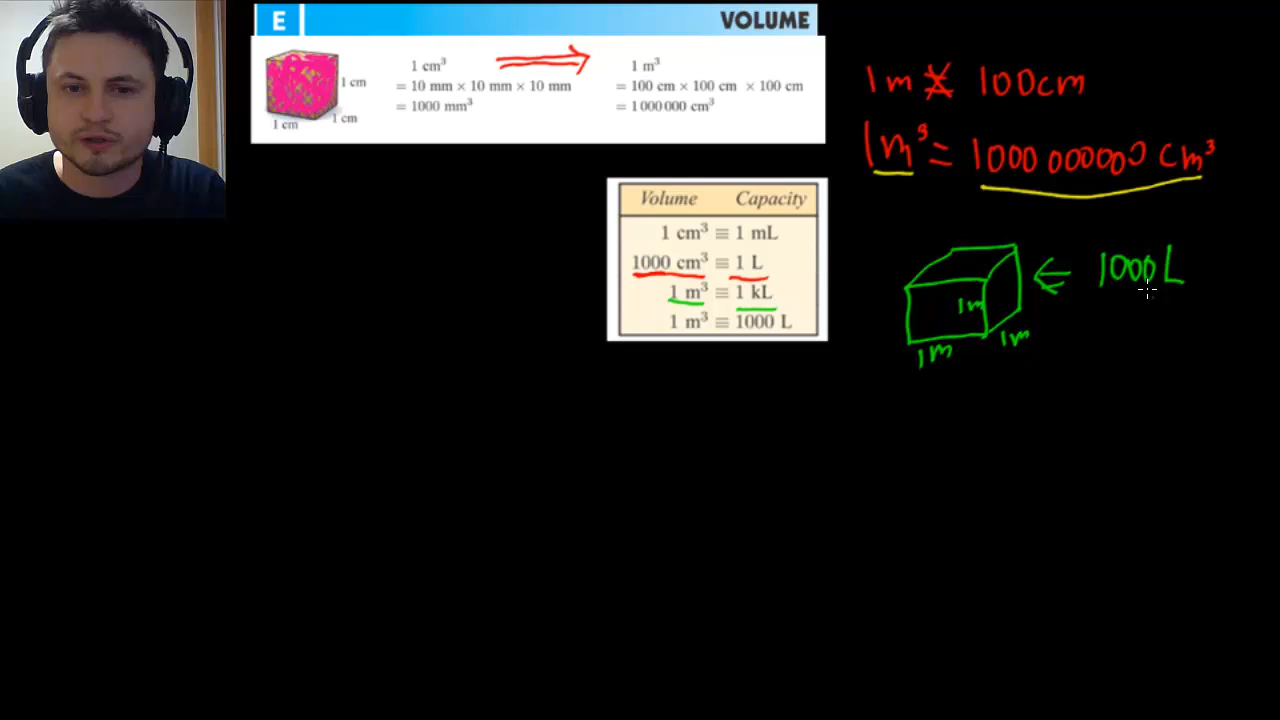 E VOLUME
1 cm³
= 10 mm × 10 mm × 10 mm
= 1000 mm³
1 m³
= 100 cm × 100 cm × 100 cm
= 1 000 000 cm³
1 cm
1 cm
1 cm
Volume Capacity
1 cm³ ≡ 1 mL
1000 cm³ ≡ 1 L
1 m³ ≡ 1 kL
1 m³ ≡ 1000 L
1m 100cm
1m³ = 1000 000000 cm³
1000L
1m
1m
1m